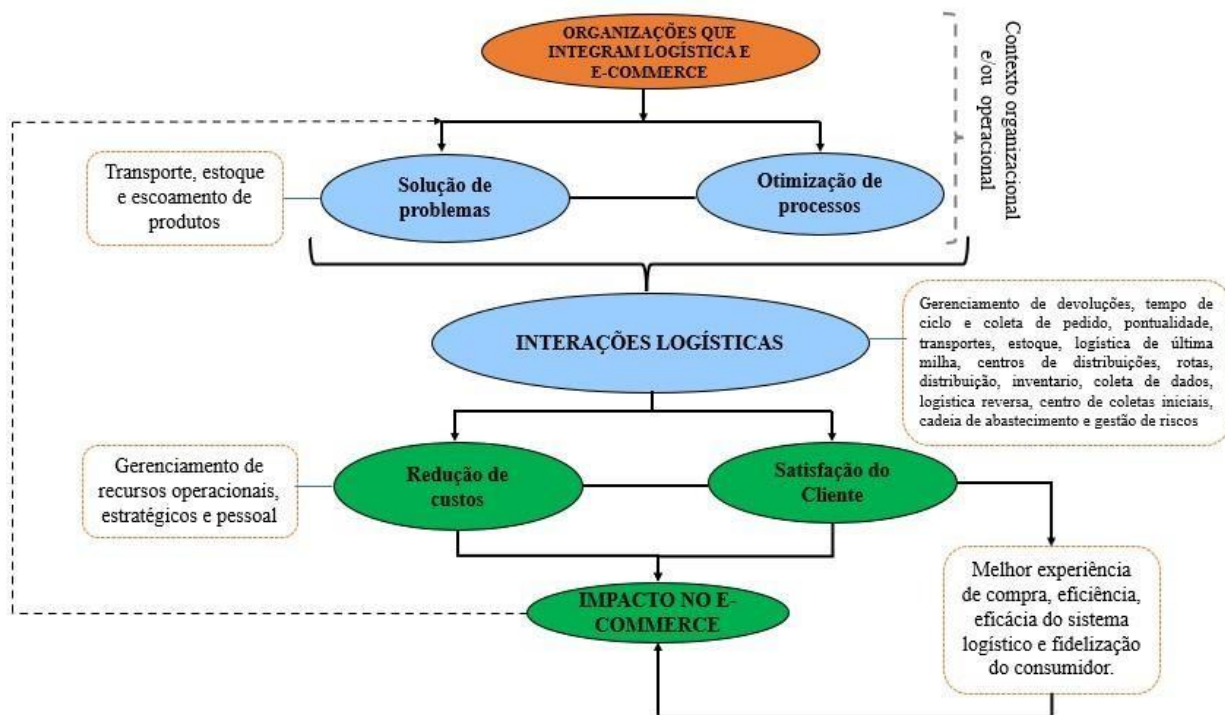 ORGANIZAÇÕES QUE
INTEGRAM LOGÍSTICA E
E-COMMERCE
Contexto organizacional
e/ou operacional
Transporte, estoque
e escoamento de
produtos
Solução de
problemas
Otimização de
processos
INTERAÇÕES LOGÍSTICAS
Gerenciamento de devoluções, tempo de
ciclo e coleta de pedido, pontualidade,
transportes, estoque, logística de última
milha, centros de distribuições, rotas,
distribuição, inventario, coleta de dados,
logística reversa, centro de coletas iniciais,
cadeia de abastecimento e gestão de riscos
Gerenciamento de
recursos operacionais,
estratégicos e pessoal
Redução de
custos
Satisfação do
Cliente
IMPACTO NO E-
COMMERCE
Melhor experiência
de compra, eficiência,
eficácia do sistema
logístico e fidelização
do consumidor.